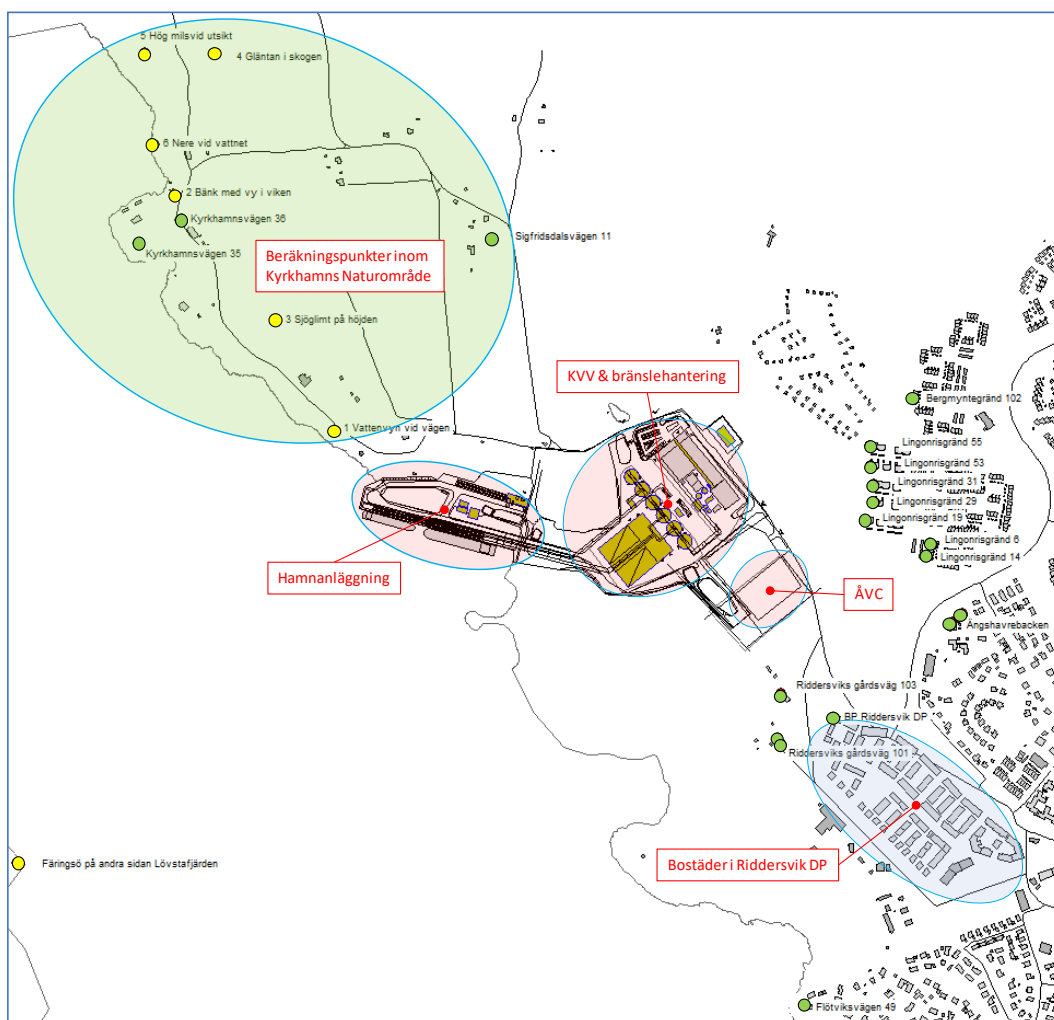 5 Hög milsvid utsikt
4 Gläntan i skogen
6 Nere vid vattnet
2 Bänk med vy i viken
Kyrkhamnsvägen 36
Kyrkhamnsvägen 35
Sigfridsdalsvägen 11
Beräkningspunkter inom
Kyrkhamns Naturområde
3 Sjöglimt på höjden
KVV & bränslehantering
Bergmyntegränd 102
1 Vattenvyn vid vägen
Lingonrisgränd 55
Lingonrisgränd 53
Lingonrisgränd 31
Lingonrisgränd 29
Lingonrisgränd 19
Lingonrisgränd 6
Lingonrisgränd 14
Hamnanläggning
ÅVC
Ängshavrebacken
Riddersviks gårdsväg 103
BP Riddersvik DP
Riddersviks gårdsväg 101
Färingsö på andra sidan Lövstafjärden
Bostäder i Riddersvik DP
Flötviksvägen 49